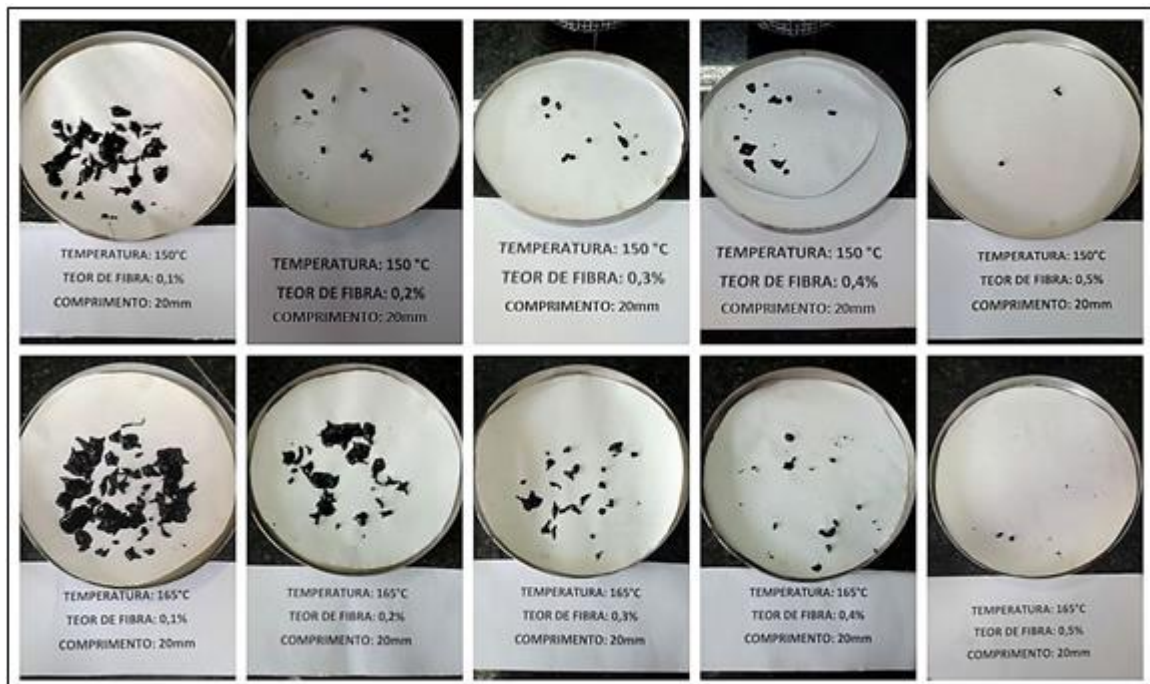 TEMPERATURA: 150°C
TEOR DE FIBRA: 0,1%
COMPRIMENTO: 20mm
TEMPERATURA: 150 °C
TEOR DE FIBRA: 0,2%
COMPRIMENTO: 20mm
TEMPERATURA: 150 °C
TEOR DE FIBRA: 0,3%
COMPRIMENTO: 20mm
TEMPERATURA: 150 °C
TEOR DE FIBRA: 0,4%
COMPRIMENTO: 20mm
TEMPERATURA: 150°C
TEOR DE FIBRA: 0,5%
COMPRIMENTO: 20mm
TEMPERATURA: 165°C
TEOR DE FIBRA: 0,1%
COMPRIMENTO: 20mm
TEMPERATURA: 165°C
TEOR DE FIBRA: 0,2%
COMPRIMENTO: 20mm
TEMPERATURA: 165°C
TEOR DE FIBRA: 0,3%
COMPRIMENTO: 20mm
TEMPERATURA: 165°C
TEOR DE FIBRA: 0,4%
COMPRIMENTO: 20mm
TEMPERATURA: 165°C
TEOR DE FIBRA: 0,5%
COMPRIMENTO: 20mm